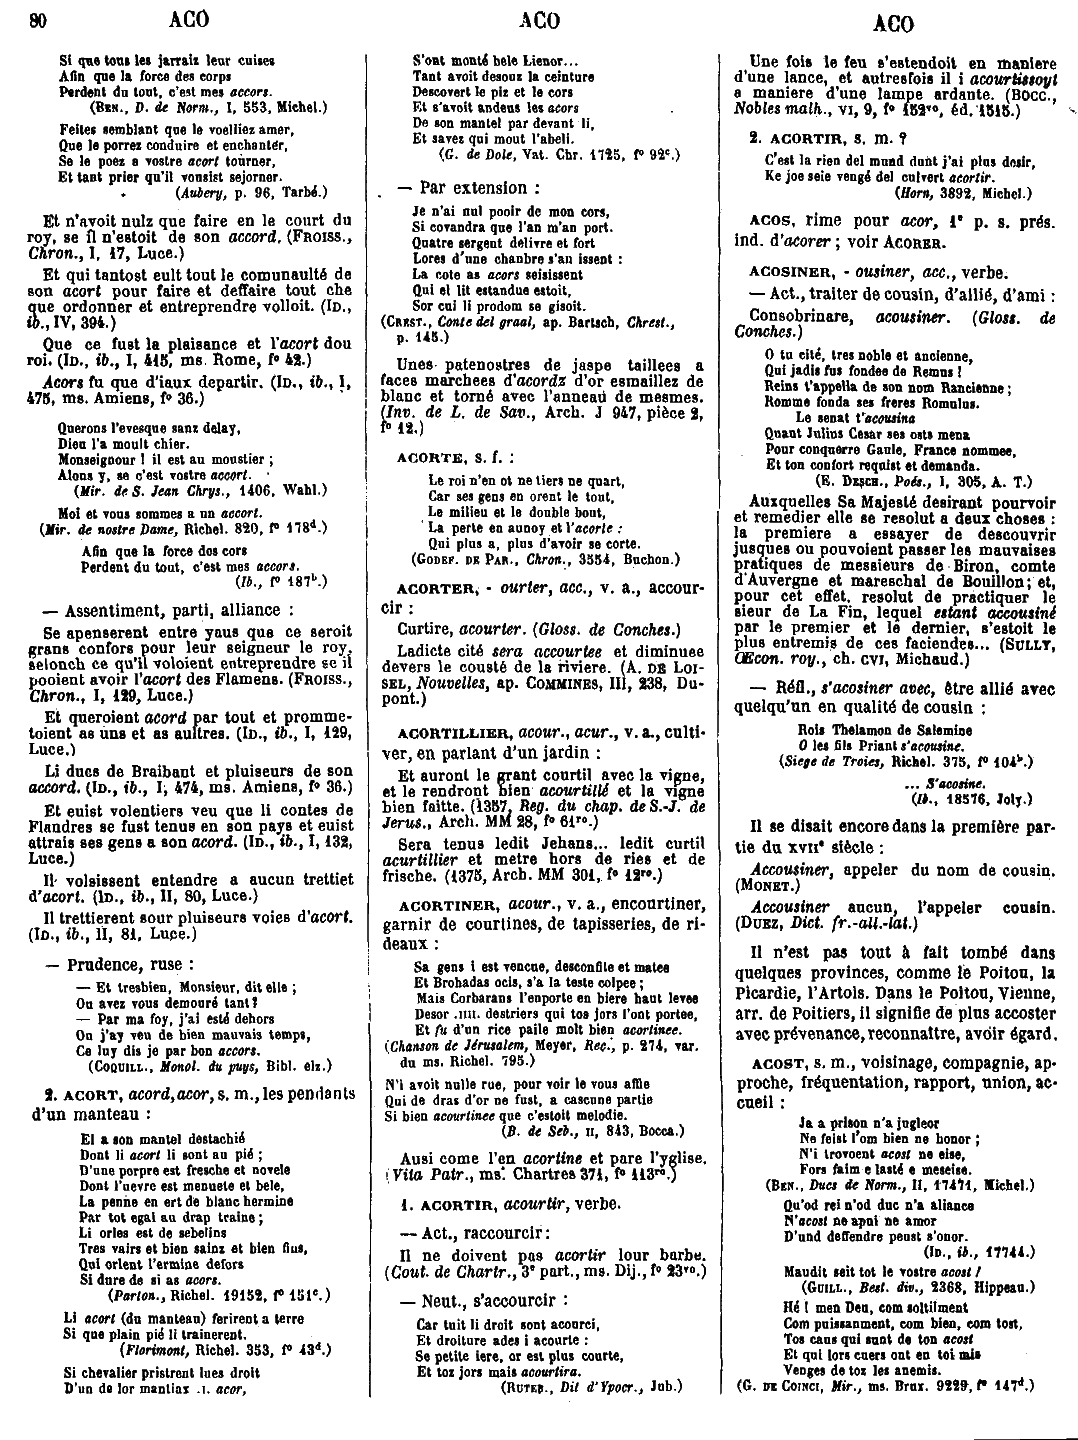 80 ACO ACO ACO
Si que tous les jarraiz leur cuises
Afin que la force des corps
Perdent du tout, c'est mes accors.
(BEN., D. de Norm., I, 553, Michel.)
Feites semblant que le voelliez amer,
Que le porrez conduire et enchanter,
Se le poez a vostre acort tourner,
Et tant prier qu'il vousist sejorner.
(Aubery, p. 96, Tarbé.)
Et n'avoit nulz que faire en le court du
roy, se il n'estoit de son accord. (FROISS.,
Chron., I, 17, Luce.)
Et qui tantost eult tout le comunaulté de
son acort pour faire et deffaire tout che
que ordonner et entreprendre volloit. (ID.,
ib., IV, 394.)
Que ce fust la plaisance et l'acort dou
roi. (ID., ib., I, 415, ms. Rome, f° 42.)
Acors fu que d'iaux departir. (ID., ib., I,
475, ms. Amiens, f° 36.)
Querons l'evesque sanz delay,
Dieu l'a moult chier.
Monseignour ! il est au moustier ;
Alons y, se c'est vostre accort.
(Mir. de S. Jean Chrys., 1406, Wahl.)
Moi et vous sommes a un accort.
(Mir. de nostre Dame, Richel. 820, f° 178d.)
Afin que la force dos cors
Perdent du tout, c'est mes accors.
(Ib., f° 187b.)
— Assentiment, parti, alliance :
Se apenserent entre yaus que ce seroit
grans confors pour leur seigneur le roy,
selonch ce qu'il voloient entreprendre se il
pooient avoir l'acort des Flamens. (FROISS.,
Chron., I, 129, Luce.)
Et queroient acord par tout et promme-
toient as uns et as aultres. (ID., ib., I, 129,
Luce.)
Li ducs de Braibant et pluiseurs de son
accord. (ID., ib., I, 474, ms. Amiens, f° 36.)
Et euist volentiers veu que li contes de
Flandres se fust tenus en son pays et euist
attrais ses gens a son acord. (ID., ib., I, 132,
Luce.)
Il volsissent entendre a aucun trettiet
d'acort. (ID., ib., II, 80, Luce.)
Il trettierent sour pluiseurs voies d'acort.
(ID., ib., II, 81, Luce.)
— Prudence, ruse :
— Et tresbien, Monsieur, dit elle ;
Ou avez vous demouré tant ?
— Par ma foy, j'ai esté dehors
Ou j'ay veu de bien mauvais temps,
Ce luy dis je par bon accors.
(COQUILL., Monol. du puys, Bibl. elz.)
2. ACORT, acord, acor, s. m., les pendants
d'un manteau :
El a son mantel destachié
Dont li acort li sont au pié ;
D'une porpre est fresche et novele
Dont l'uevre est menuete et bele,
La penne en ert de blanc hermine
Par tot egal au drap traine ;
Li orles est de sebelins
Tres vairs et bien sainz et bien fins,
Qui orlent l'ermine defors
Si dure de si as acors.
(Parton., Richel. 19152, f° 151c.)
Li acort (du manteau) ferirent a terre
Si que plain pié li trainerent.
(Florimont, Richel. 353, f° 43d.)
Si chevalier pristrent lues droit
D'un de lor mantiax .I. acor,
S'ont monté bele Lienor...
Tant avoit desouz la ceinture
Descovert le piz et le cors
Et s'avoit andeus les acors
De son mantel par devant li,
Et savez qui mout l'abeli.
(G. de Dole, Vat. Chr. 1725, f° 92c.)
— Par extension :
Je n'ai nul pooir de mon cors,
Si covandra que l'an m'an port.
Quatre sergent delivre et fort
Lores d'une chanbre s'an issent :
La cote as acors seisissent
Qui el lit estandue estoit,
Sor cui li prodom se gisoit.
(CREST., Conte del graal, ap. Bartsch, Chrest.,
p. 145.)
Unes patenostres de jaspe taillees a
faces marchees d'acordz d'or esmaillez de
blanc et torné avec l'anneau de mesmes.
(Inv. de L. de Sav., Arch. J 947, pièce 2,
f° 12.)
ACORTE, s. f. :
Le roi n'en ot ne tiers ne quart,
Car ses gens en orent le tout,
Le milieu et le double bout,
La perte en aunoy et l'acorte :
Qui plus a, plus d'avoir se corte.
(GODEF. DE PAR., Chron., 3554, Buchon.)
ACORTER, - ourter, acc., v. a., accour-
cir :
Curtire, acourter. (Gloss. de Conches.)
Ladicte cité sera accourtee et diminuee
devers le cousté de la riviere. (A. DE LOI-
SEL, Nouvelles, ap. COMMINES, III, 238, Du-
pont.)
ACORTILLIER, acour., acur., v. a., culti-
ver, en parlant d'un jardin :
Et auront le grant courtil avec la vigne,
et le rendront bien acourtillé et la vigne
bien faitte. (1357, Reg. du chap. de S.-J. de
Jerus., Arch. MM 28, f° 61ro.)
Sera tenus ledit Jehans... ledit curtil
acurtillier et metre hors de ries et de
frische. (1375, Arch. MM 301, f° 12ro.)
ACORTINER, acour., v. a., encourtiner,
garnir de courtines, de tapisseries, de ri-
deaux :
Sa gens i est vencue, desconfite et matee
Et Brohadas ocis, s'a la teste colpee ;
Mais Corbarans l'enporte en biere haut levee
Desor .IIII. destriers qui tos jors l'ont portee,
Et fu d'un rice paile molt bien acortinee.
(Chanson de Jérusalem, Meyer, Rec., p. 274, var.
du ms. Richel. 795.)
N'i avoit nulle rue, pour voir le vous affie
Qui de dras d'or ne fust, a cascune partie
Si bien acourtinee que c'estoit melodie.
(B. de Seb., II, 843, Bocca.)
Ausi come l'en acortine et pare l'yglise.
(Vita Patr., ms. Chartres 371, f° 113ro.)
1. ACORTIR, acourtir, verbe.
— Act., raccourcir :
Il ne doivent pas acortir lour barbe.
(Cout. de Chartr., 3e part., ms. Dij., f° 23vo.)
— Neut., s'accourcir :
Car tuit li droit sont acourci,
Et droiture ades i acourte :
Se petite iere, or est plus courte,
Et toz jors mais acourtira.
(RUTEB., Dit d'Ypocr., Jub.)
Une fois le feu s'estendoit en maniere
d'une lance, et autresfois il i acourtissoyt
a maniere d'une lampe ardante. (BOCC.,
Nobles malh., VI, 9, f° 152vo, éd. 1515.)
2. ACORTIR, s. m. ?
C'est la rien del mund dunt j'ai plus desir,
Ke joe seie vengé del culvert acortir.
(Horn, 3892, Michel.)
ACOS, rime pour acor, 1e p. s. prés.
ind. d'acorer ; voir ACORER.
ACOSINER, - ousiner, acc., verbe.
— Act., traiter de cousin, d'allié, d'ami :
Consobrinare, acousiner. (Gloss. de
Conches.)
O tu cité, tres noble et ancienne,
Qui jadis fus fondee de Remus !
Reins t'appella de son nom Rancienne ;
Romme fonda ses freres Romulus.
Le senat t'acousina
Quant Julius Cesar ses osts mena
Pour conquerre Gaule, France nommee,
Et ton confort requist et demanda.
(E. DESCH., Poés., I, 305, A. T.)
Auxquelles Sa Majesté desirant pourvoir
et remedier elle se resolut a deux choses :
la premiere a essayer de descouvrir
jusques ou pouvoient passer les mauvaises
pratiques de messieurs de Biron, comte
d'Auvergne et mareschal de Bouillon ; et,
pour cet effet, resolut de practiquer le
sieur de La Fin, lequel estant accousiné
par le premier et le dernier, s'estoit le
plus entremis de ces faciendes... (SULLY,
Œcon. roy., ch. CVI, Michaud.)
— Réfl., s'acosiner avec, être allié avec
quelqu'un en qualité de cousin :
Rois Thelamon de Salemine
O les fils Priant s'acousine.
(Siege de Troies, Richel. 375, f° 104b.)
... S'acosine.
(Ib., 18576, Joly.)
Il se disait encore dans la première par-
tie du XVIIe siècle :
Accousiner, appeler du nom de cousin.
(MONET.)
Accousiner aucun, l'appeler cousin.
(DUEZ, Dict. fr.-all.-lat.)
Il n'est pas tout à fait tombé dans
quelques provinces, comme le Poitou, la
Picardie, l'Artois. Dans le Poitou, Vienne,
arr. de Poitiers, il signifie de plus accoster
avec prévenance, reconnaître, avoir égard.
ACOST, s. m., voisinage, compagnie, ap-
proche, fréquentation, rapport, union, ac-
cueil :
Ja a prison n'a jugleor
Ne feist l'om bien ne honor ;
N'i trovoent acost ne eise,
Fors faim e lasté e meseise.
(BEN., Ducs de Norm., II, 17471, Michel.)
Qu'od rei n'od duc n'a aliance
N'acost ne apui ne amor
D'und deffendre peust s'onor.
(ID., ib., 17744.)
Maudit seit tot le vostre acost !
(GUILL., Best. div., 2368, Hippeau.)
Hé ! men Deu, com soltilment
Com puissanment, com bien, com tost,
Tos caus qui sunt de ton acost
Et qui lors cuers ont en toi mis
Venges de toz les anemis.
(G. DE COINCI, Mir., ms. Brux. 9229, f° 147d.)